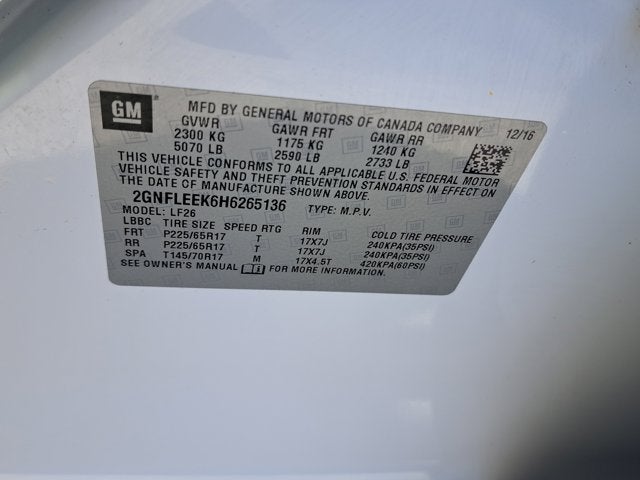 GM
MFD BY GENERAL MOTORS OF CANADA COMPANY 12/16
GVWR GAWR FRT GAWR RR
2300 KG 1175 KG 1240 KG
5070 LB 2590 LB 2733 LB
THIS VEHICLE CONFORMS TO ALL APPLICABLE U.S. FEDERAL MOTOR
VEHICLE SAFETY AND THEFT PREVENTION STANDARDS IN EFFECT ON
THE DATE OF MANUFACTURE SHOWN ABOVE.
2GNFLEEK6H6265136 TYPE: M.P.V.
MODEL: LF26
LBBC TIRE SIZE SPEED RTG RIM COLD TIRE PRESSURE
FRT P225/65R17 T 17X7J 240KPA(35PSI)
RR P225/65R17 T 17X7J 240KPA(35PSI)
SPA T145/70R17 M 17X4.5T 420KPA(60PSI)
SEE OWNER'S MANUAL FOR MORE INFORMATION.